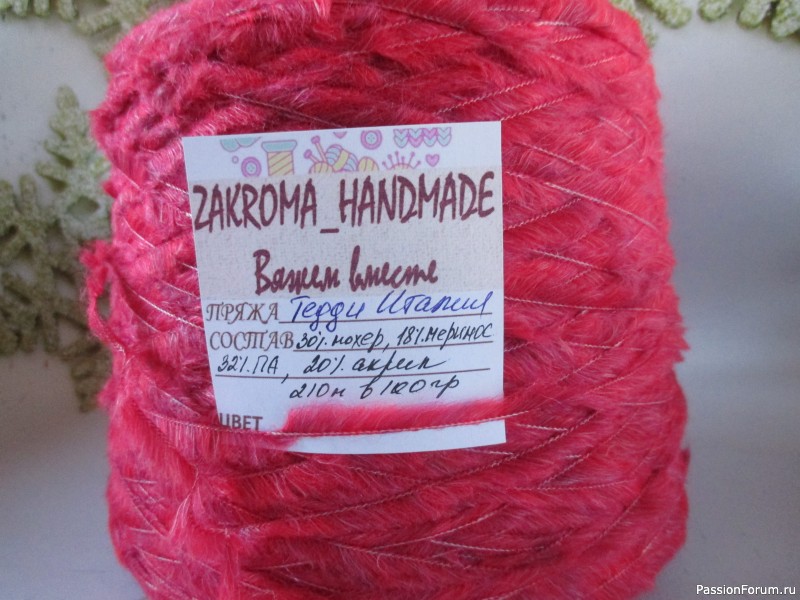 ZAKROMA_HANDMADE
Вяжем вместе
ПРЯЖА Тедди Италия
СОСТАВ 30% мохер, 18% меринос
32% ПА, 20% акрил
210м в 100гр
ЦВЕТ
PassionForum.ru